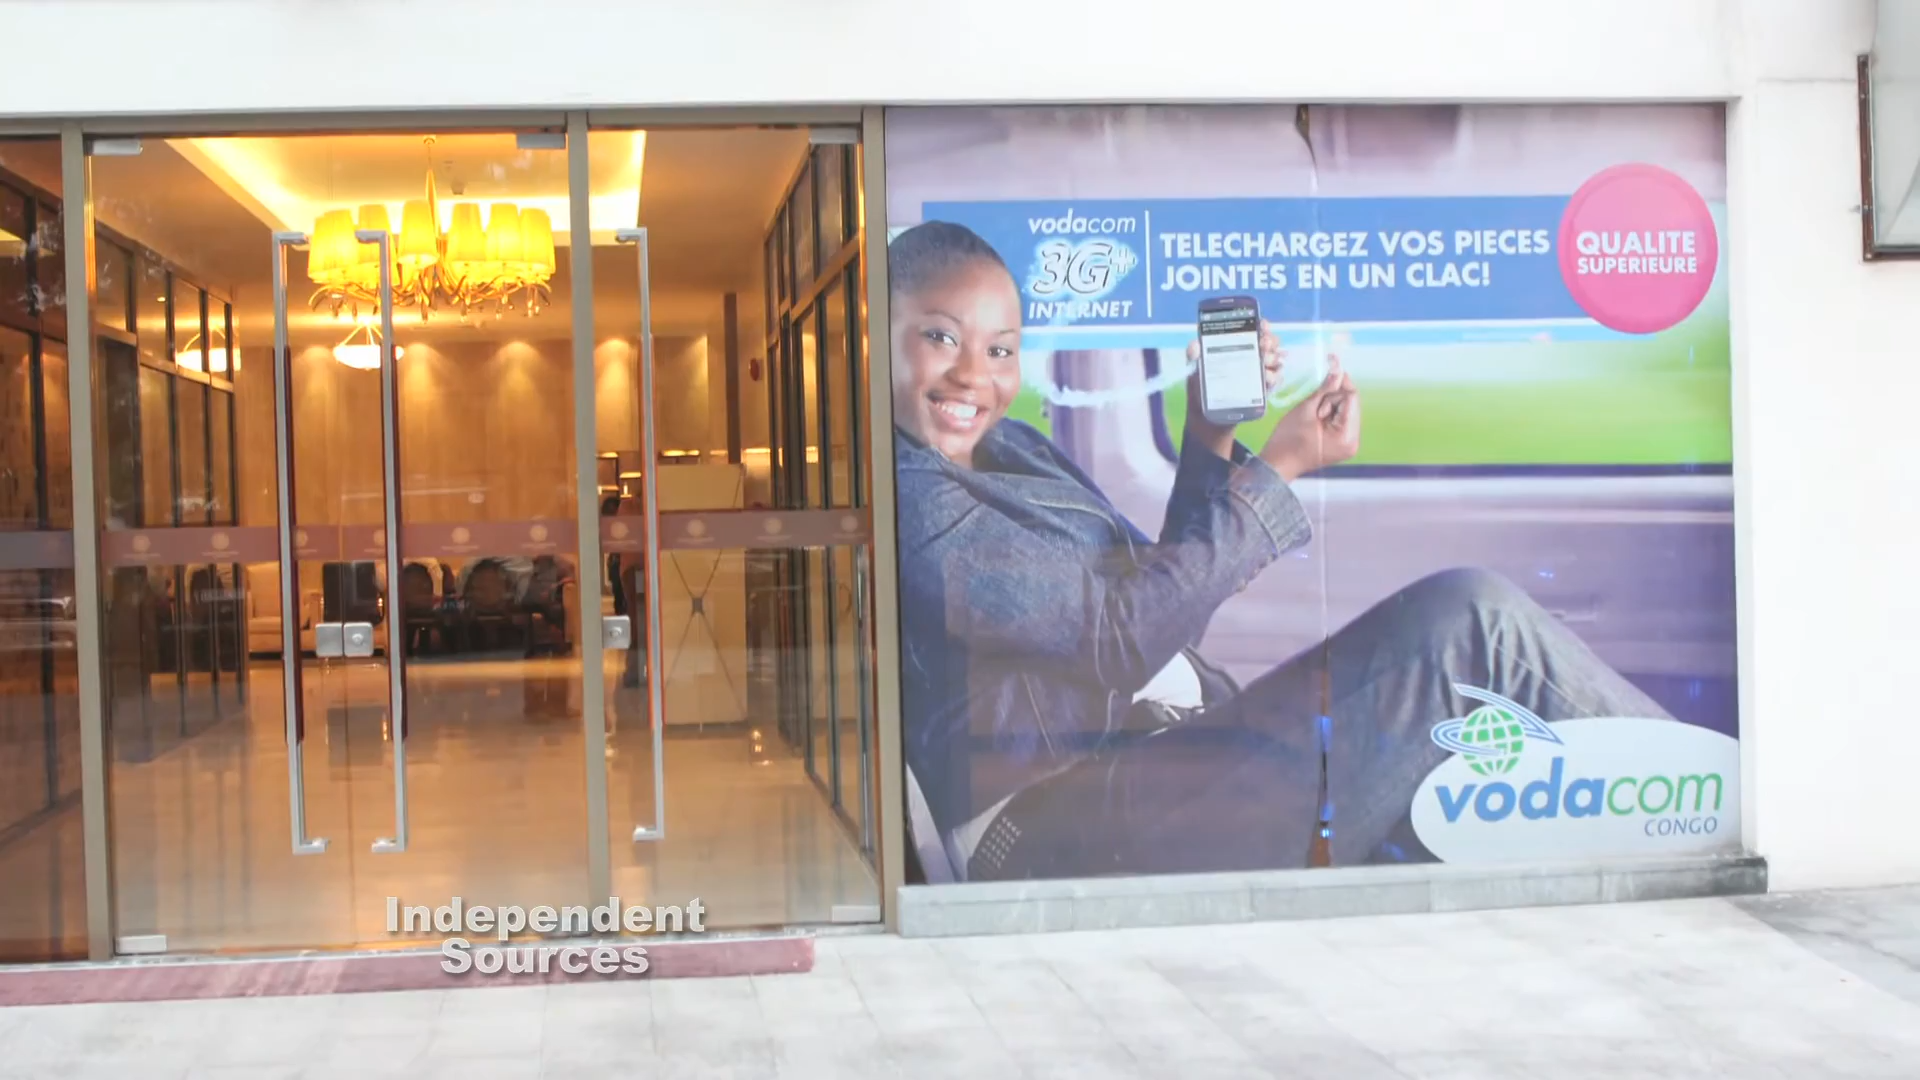 vodacom
3G++
INTERNET
TELECHARGEZ VOS PIECES
JOINTES EN UN CLAC!
QUALITE
SUPERIEURE
vodacom
CONGO
Independent
Sources